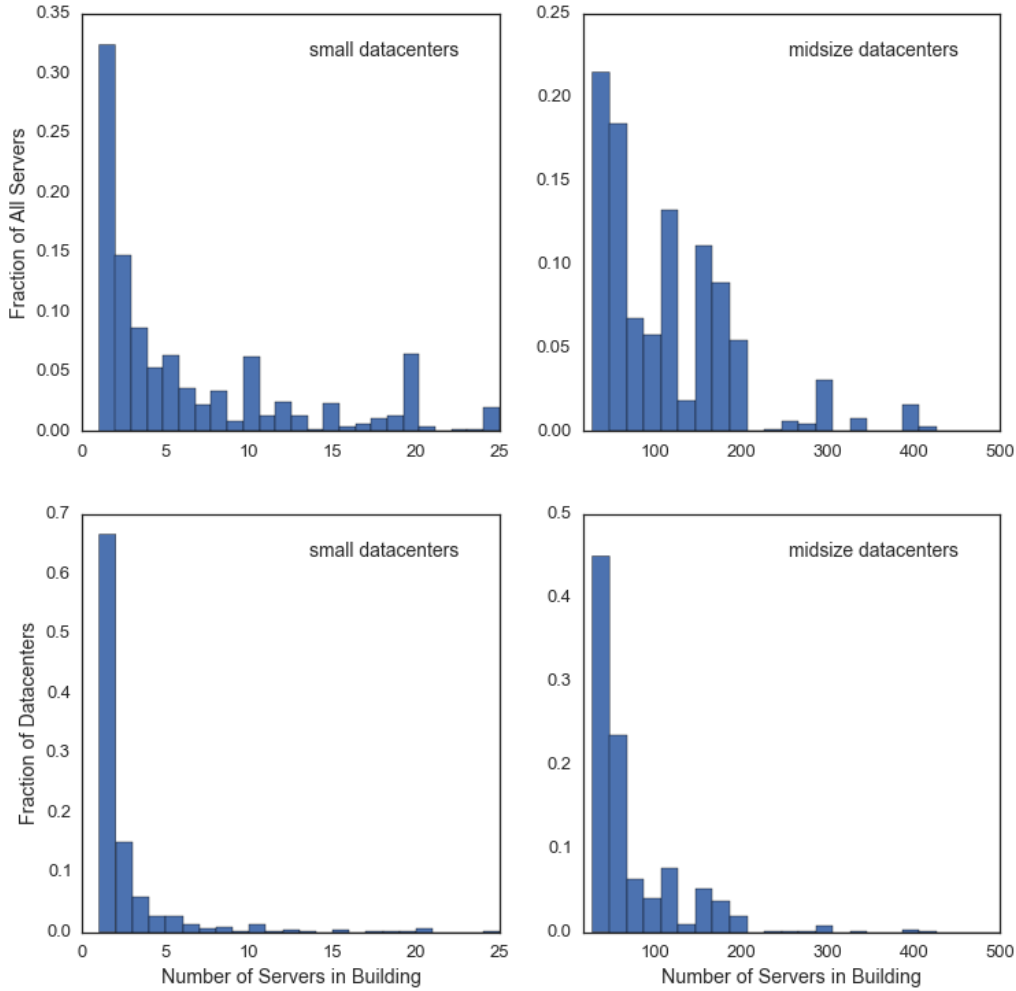 0.35
0.30
0.25
0.20
0.15
0.10
0.05
0.00
Fraction of All Servers
small datacenters
0 5 10 15 20 25
0.25
0.20
0.15
0.10
0.05
0.00
midsize datacenters
100 200 300 400 500
0.7
0.6
0.5
0.4
0.3
0.2
0.1
0.0
Fraction of Datacenters
small datacenters
0 5 10 15 20 25
Number of Servers in Building
0.5
0.4
0.3
0.2
0.1
0.0
midsize datacenters
100 200 300 400 500
Number of Servers in Building